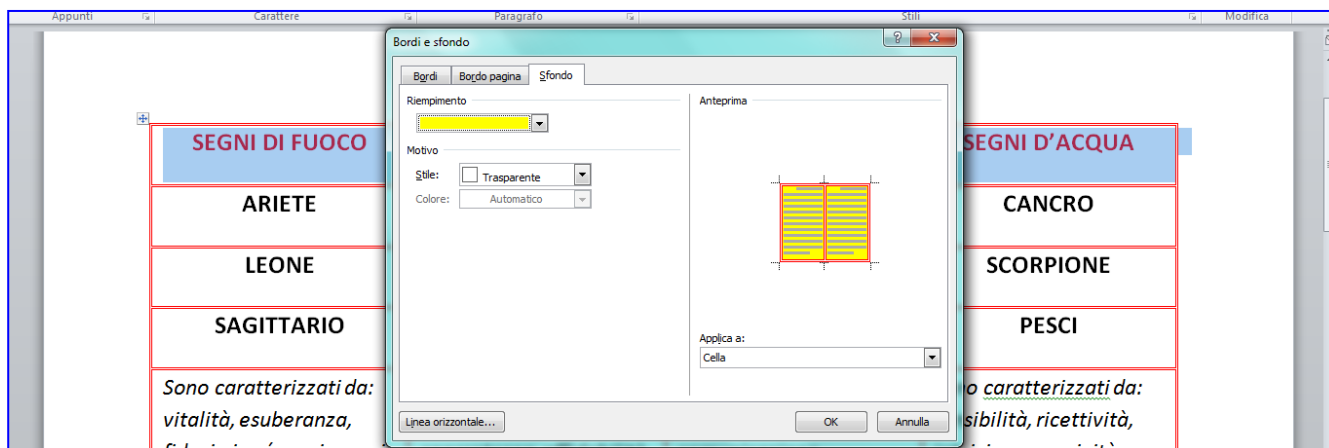 Appunti Carattere Paragrafo Stili Modifica
Bordi e sfondo
Bordi Bordo pagina Sfondo
Riempimento
Anteprima
Motivo
Stile: Trasparente
Colore: Automatico
Applica a:
Cella
Linea orizzontale... OK Annulla
SEGNI DI FUOCO
SEGNI D'ACQUA
ARIETE
CANCRO
LEONE
SCORPIONE
SAGITTARIO
PESCI
Sono caratterizzati da:
vitalità, esuberanza,
caratterizzati da:
ricettività,